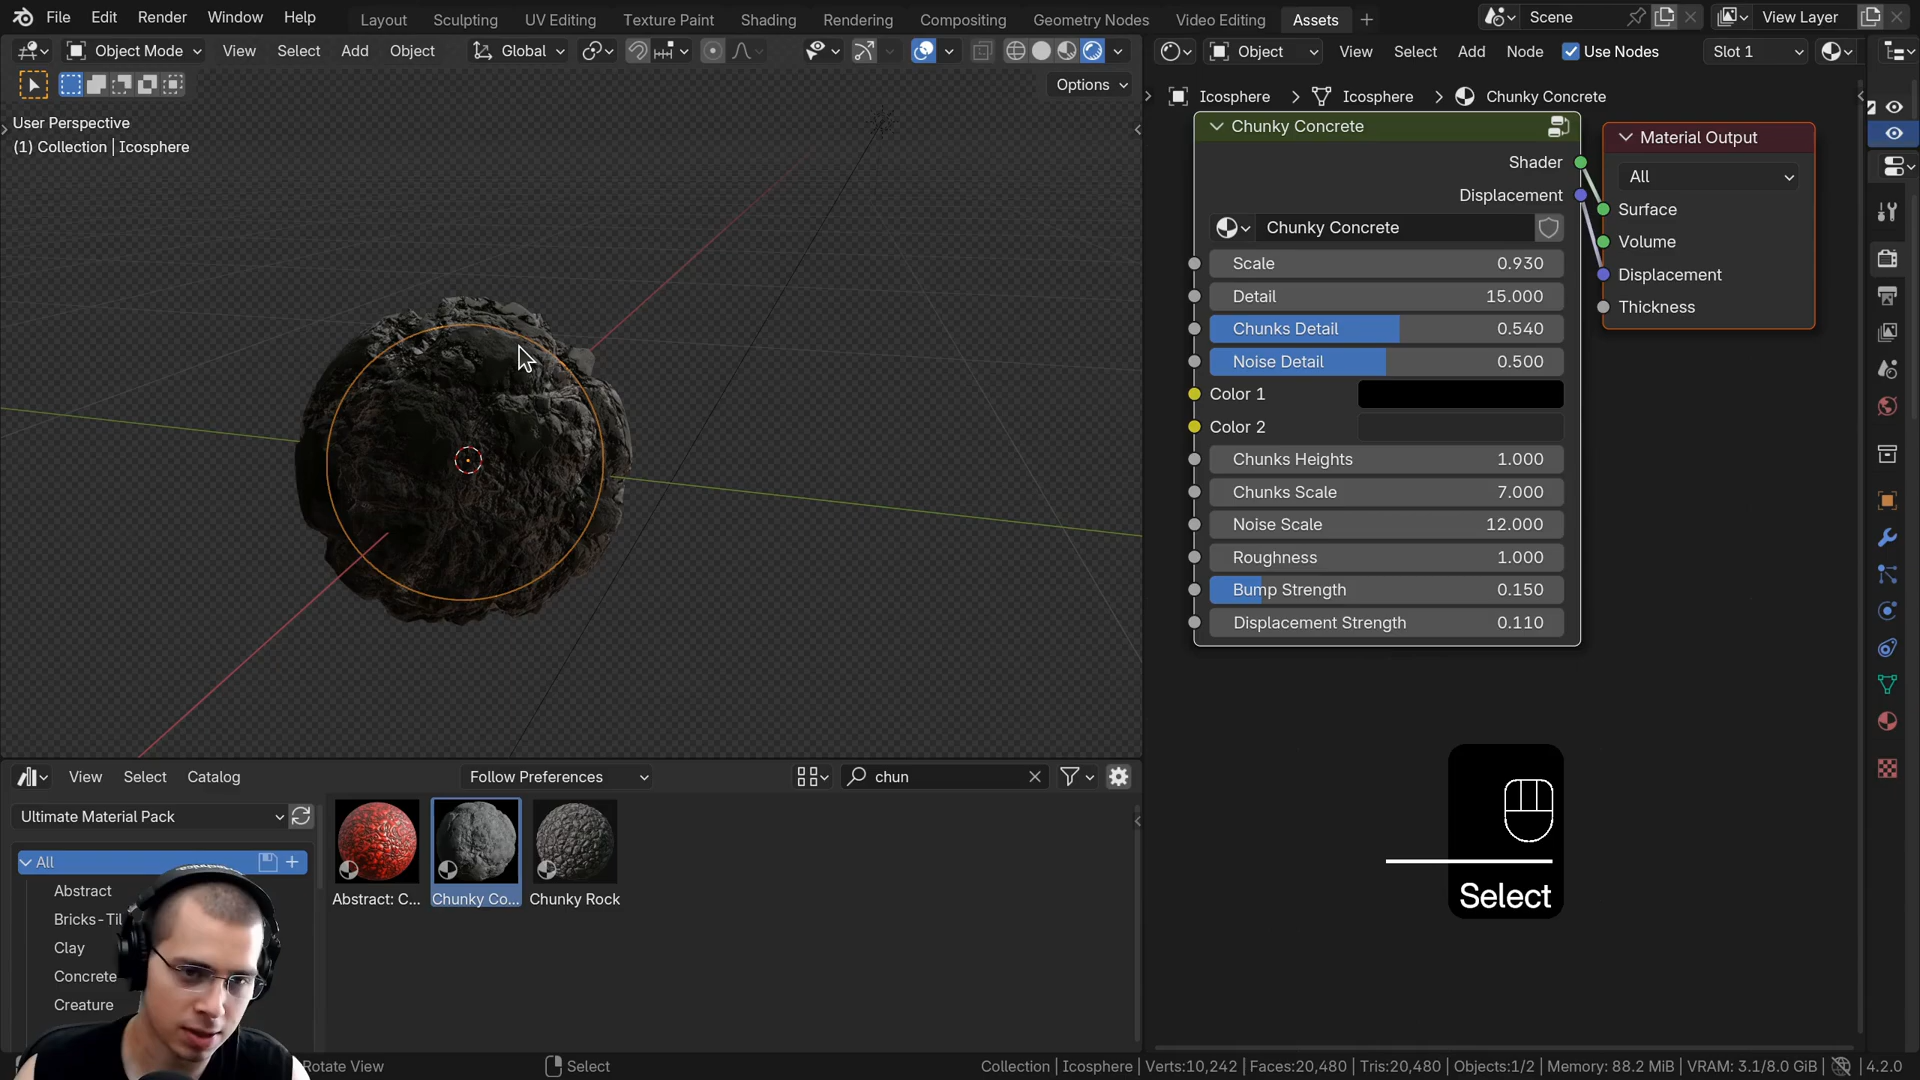 File Edit Render Window Help Layout Sculpting UV Editing Texture Paint Shading Rendering Compositing Geometry Nodes Video Editing Assets + Scene View Layer
Object Mode View Select Add Object Global
Options
User Perspective
(1) Collection | Icosphere
Object View Select Add Node Use Nodes Slot 1
Icosphere > Icosphere > Chunky Concrete
Chunky Concrete
Shader
Displacement
Chunky Concrete
Scale 0.930
Detail 15.000
Chunks Detail 0.540
Noise Detail 0.500
Color 1
Color 2
Chunks Heights 1.000
Chunks Scale 7.000
Noise Scale 12.000
Roughness 1.000
Bump Strength 0.150
Displacement Strength 0.110
Material Output
All
Surface
Volume
Displacement
Thickness
Select
View Select Catalog Follow Preferences chun
Ultimate Material Pack
All
Abstract
Bricks-Til
Clay
Concrete
Creature
Abstract: C... Chunky Co... Chunky Rock
Rotate View Select Collection | Icosphere | Verts:10,242 | Faces:20,480 | Tris:20,480 | Objects:1/2 | Memory: 88.2 MiB | VRAM: 3.1/8.0 GiB | 4.2.0